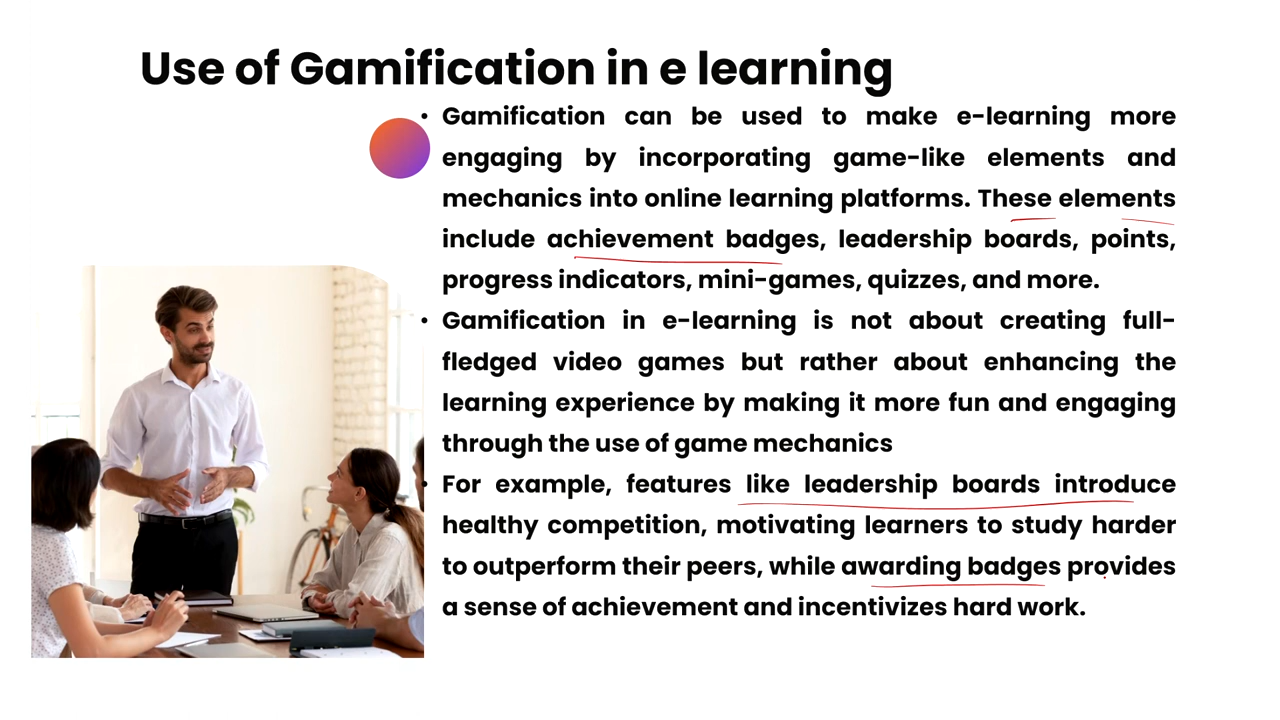 Use of Gamification in e learning
• Gamification can be used to make e-learning more
engaging by incorporating game-like elements and
mechanics into online learning platforms. These elements
include achievement badges, leadership boards, points,
progress indicators, mini-games, quizzes, and more.
• Gamification in e-learning is not about creating full-
fledged video games but rather about enhancing the
learning experience by making it more fun and engaging
through the use of game mechanics
• For example, features like leadership boards introduce
healthy competition, motivating learners to study harder
to outperform their peers, while awarding badges provides
a sense of achievement and incentivizes hard work.